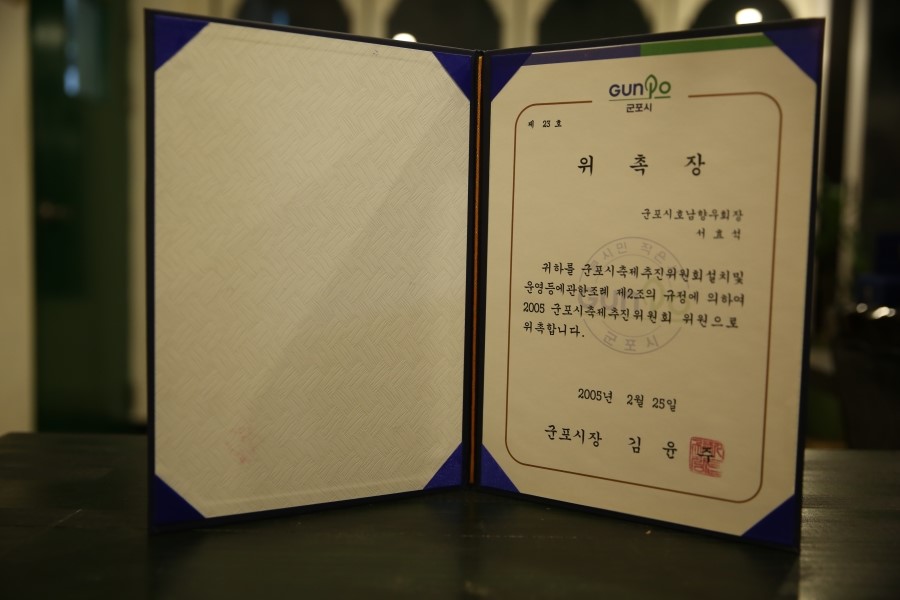 GUNPO
군포시
제 23 호
위 촉 장
군포시호남향우회장
서 효 석
귀하를 군포시축제추진위원회설치및
운영등에관한조례 제2조의 규정에 의하여
2005 군포시축제추진위원회 위원으로
위촉합니다.
2005년 2월 25일
군포시장 김 윤 주